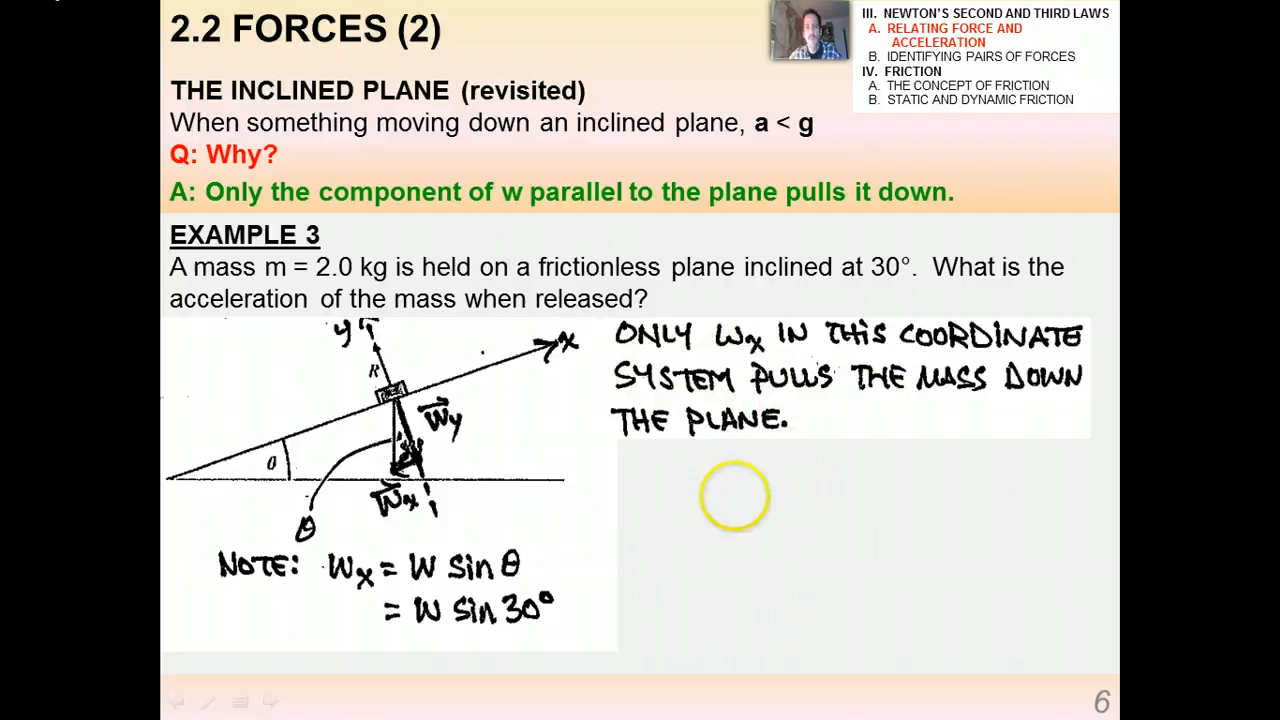 2.2 FORCES (2)
III. NEWTON'S SECOND AND THIRD LAWS
A. RELATING FORCE AND
ACCELERATION
B. IDENTIFYING PAIRS OF FORCES
IV. FRICTION
A. THE CONCEPT OF FRICTION
B. STATIC AND DYNAMIC FRICTION
THE INCLINED PLANE (revisited)
When something moving down an inclined plane, a < g
Q: Why?
A: Only the component of w parallel to the plane pulls it down.
EXAMPLE 3
A mass m = 2.0 kg is held on a frictionless plane inclined at 30°. What is the
acceleration of the mass when released?
y
x
R
Wy
θ
Wx
θ
NOTE: Wx = W sin θ
= W sin 30°
ONLY Wx IN THIS COORDINATE
SYSTEM PULLS THE MASS DOWN
THE PLANE.
6